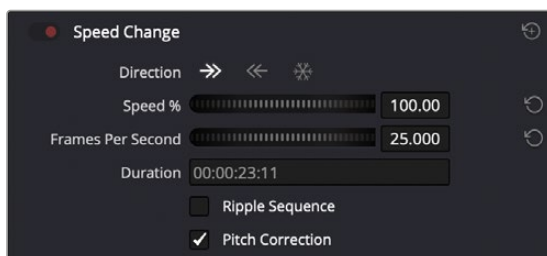 Speed Change
Direction
Speed % 100.00
Frames Per Second 25.000
Duration 00:00:23:11
Ripple Sequence
Pitch Correction